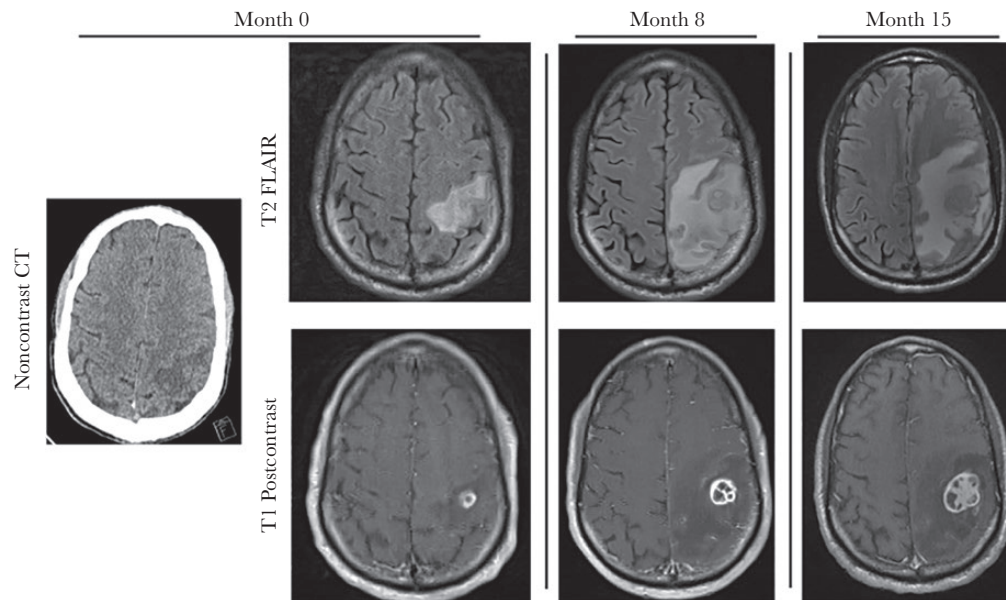 Month 0
Month 8
Month 15
T2 FLAIR
Noncontrast CT
T1 Postcontrast